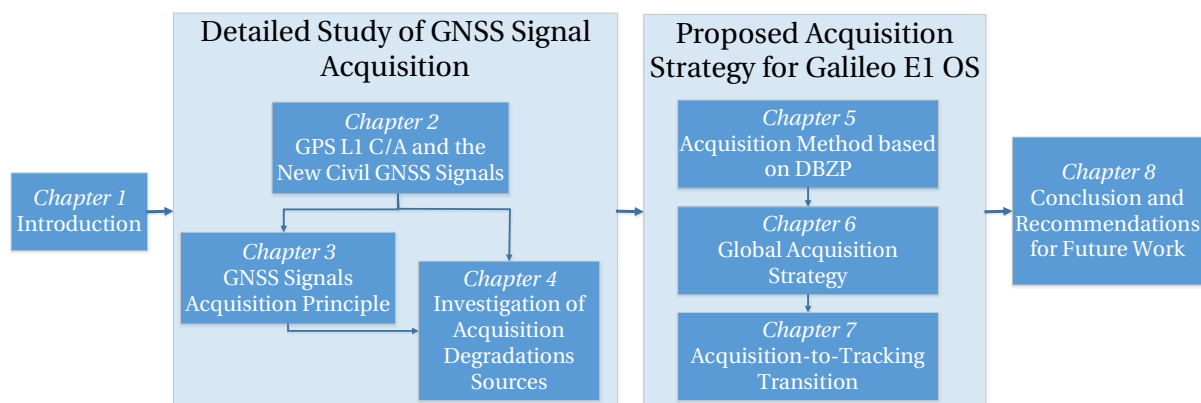 Chapter 1
Introduction
Detailed Study of GNSS Signal
Acquisition
Chapter 2
GPS L1 C/A and the
New Civil GNSS Signals
Chapter 3
GNSS Signals
Acquisition Principle
Chapter 4
Investigation of
Acquisition
Degradations
Sources
Proposed Acquisition
Strategy for Galileo E1 OS
Chapter 5
Acquisition Method based
on DBZP
Chapter 6
Global Acquisition
Strategy
Chapter 7
Acquisition-to-Tracking
Transition
Chapter 8
Conclusion and
Recommendations
for Future Work